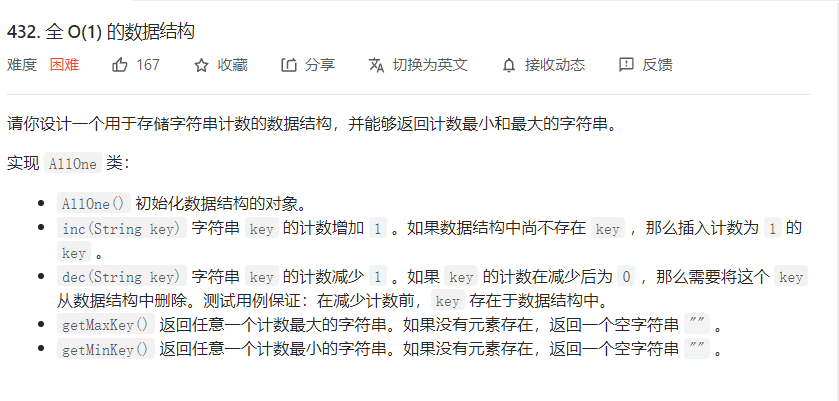 432. 全 O(1) 的数据结构
难度 困难 167 收藏 分享 切换为英文 接收动态 反馈
请你设计一个用于存储字符串计数的数据结构，并能够返回计数最小和最大的字符串。
实现 AllOne 类：
AllOne() 初始化数据结构的对象。
inc(String key) 字符串 key 的计数增加 1 。如果数据结构中尚不存在 key ，那么插入计数为 1 的
key 。
dec(String key) 字符串 key 的计数减少 1 。如果 key 的计数在减少后为 0 ，那么需要将这个 key
从数据结构中删除。测试用例保证：在减少计数前，key 存在于数据结构中。
getMaxKey() 返回任意一个计数最大的字符串。如果没有元素存在，返回一个空字符串 "" 。
getMinKey() 返回任意一个计数最小的字符串。如果没有元素存在，返回一个空字符串 "" 。